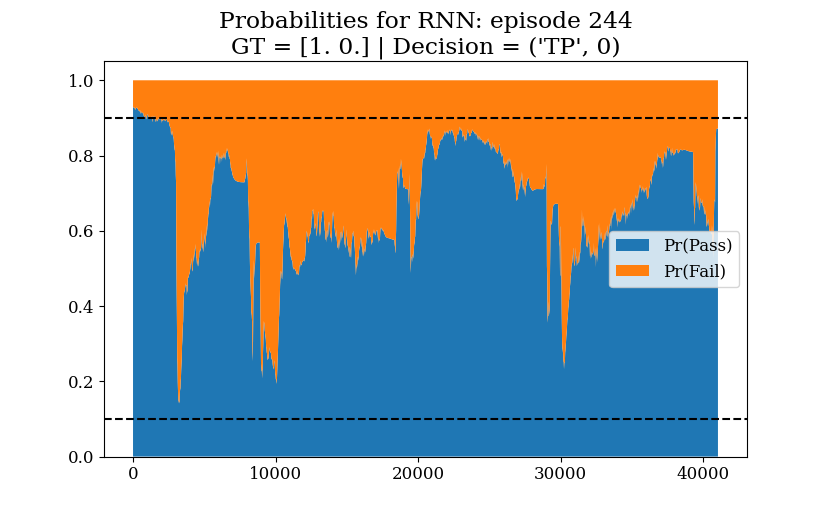 Probabilities for RNN: episode 244
GT = [1. 0.] | Decision = ('TP', 0)
1.0
0.8
0.6
0.4
0.2
0.0
Pr(Pass)
Pr(Fail)
0
10000
20000
30000
40000